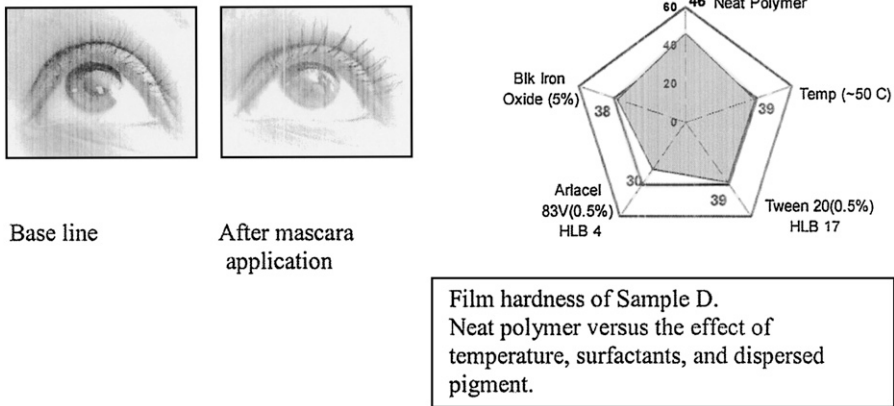 Base line
After mascara
application
60
46 Neat Polymer
40
20
0
Blk Iron
Oxide (5%)
38
Temp (~50 C)
39
Arlacel
83V(0.5%)
HLB 4
30
39
Tween 20(0.5%)
HLB 17
Film hardness of Sample D.
Neat polymer versus the effect of
temperature, surfactants, and dispersed
pigment.